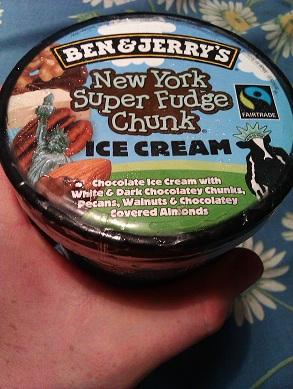 BEN & JERRY'S
New York
Super Fudge
Chunk
ICE CREAM
FAIRTRADE
Chocolate Ice Cream with
White & Dark Chocolatey Chunks,
Pecans, Walnuts & Chocolatey
Covered Almonds